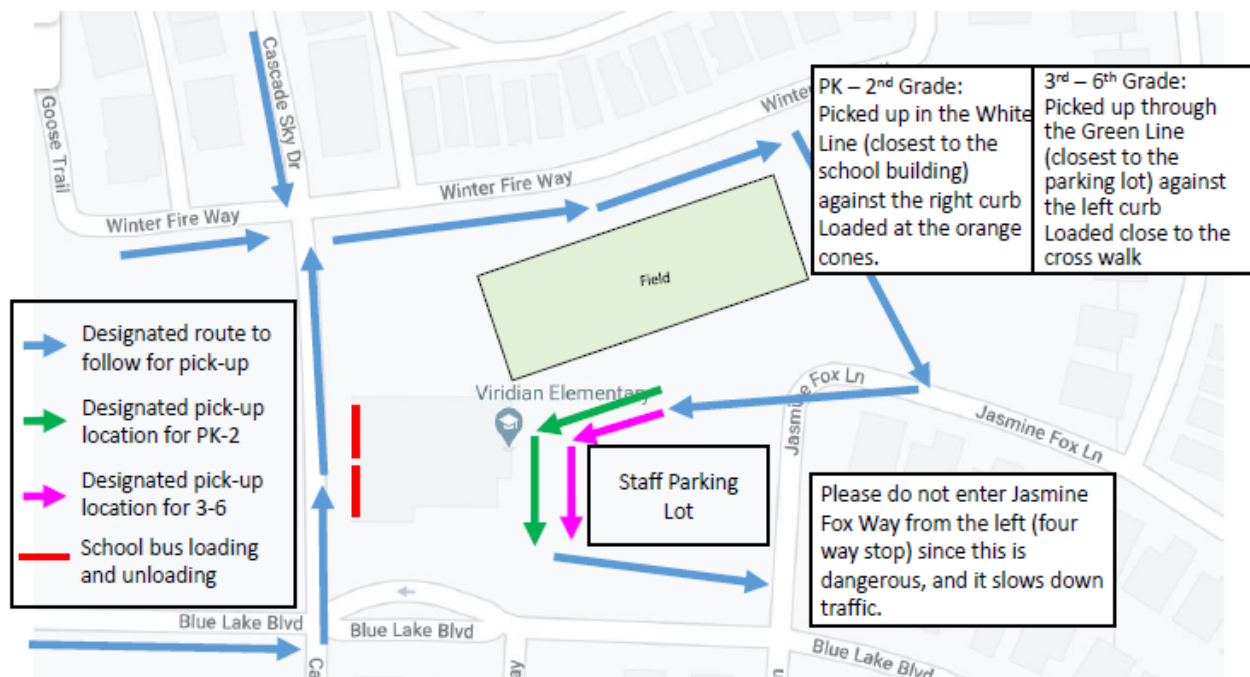 Goose Trail
Cascade Sky Dr
Winter Fire Way
Winter Fire Way
PK – 2nd Grade:
Picked up in the White
Line (closest to the
school building)
against the right curb
Loaded at the orange
cones.
3rd – 6th Grade:
Picked up through
the Green Line
(closest to the
parking lot) against
the left curb
Loaded close to the
cross walk
Field
Designated route to
follow for pick-up
Designated pick-up
location for PK-2
Designated pick-up
location for 3-6
School bus loading
and unloading
Viridian Elementary
Jasmine Fox Ln
Jasmine Fox Ln
Staff Parking
Lot
Please do not enter Jasmine
Fox Way from the left (four
way stop) since this is
dangerous, and it slows down
traffic.
Blue Lake Blvd
Blue Lake Blvd
Blue Lake Blvd